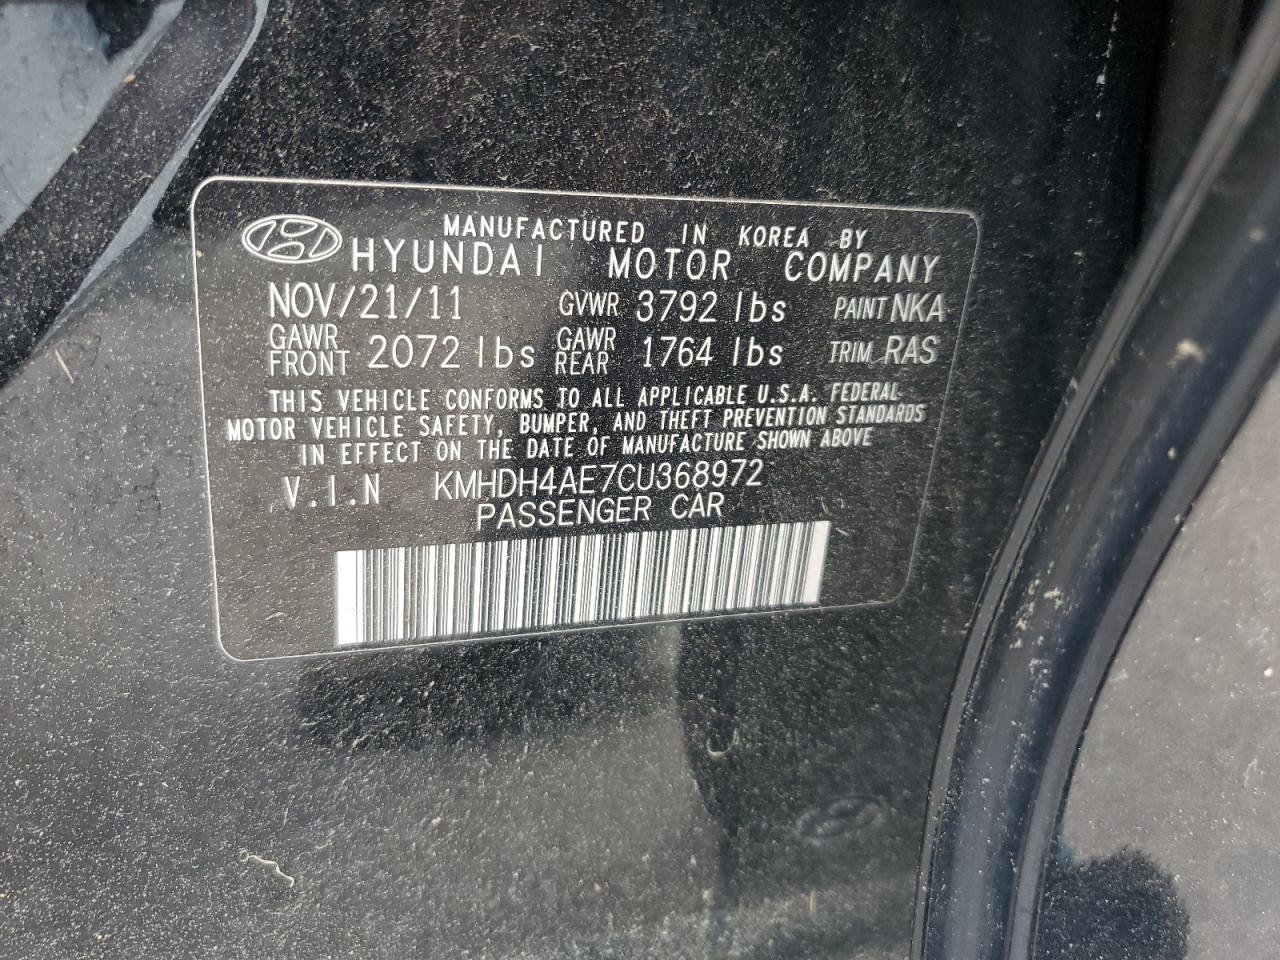 MANUFACTURED IN KOREA BY
HYUNDAI MOTOR COMPANY
NOV/21/11 GVWR 3792 lbs PAINT NKA
GAWR FRONT 2072 lbs GAWR REAR 1764 lbs TRIM RAS
THIS VEHICLE CONFORMS TO ALL APPLICABLE U.S.A. FEDERAL
MOTOR VEHICLE SAFETY, BUMPER, AND THEFT PREVENTION STANDARDS
IN EFFECT ON THE DATE OF MANUFACTURE SHOWN ABOVE
V.I.N KMHDH4AE7CU368972
PASSENGER CAR